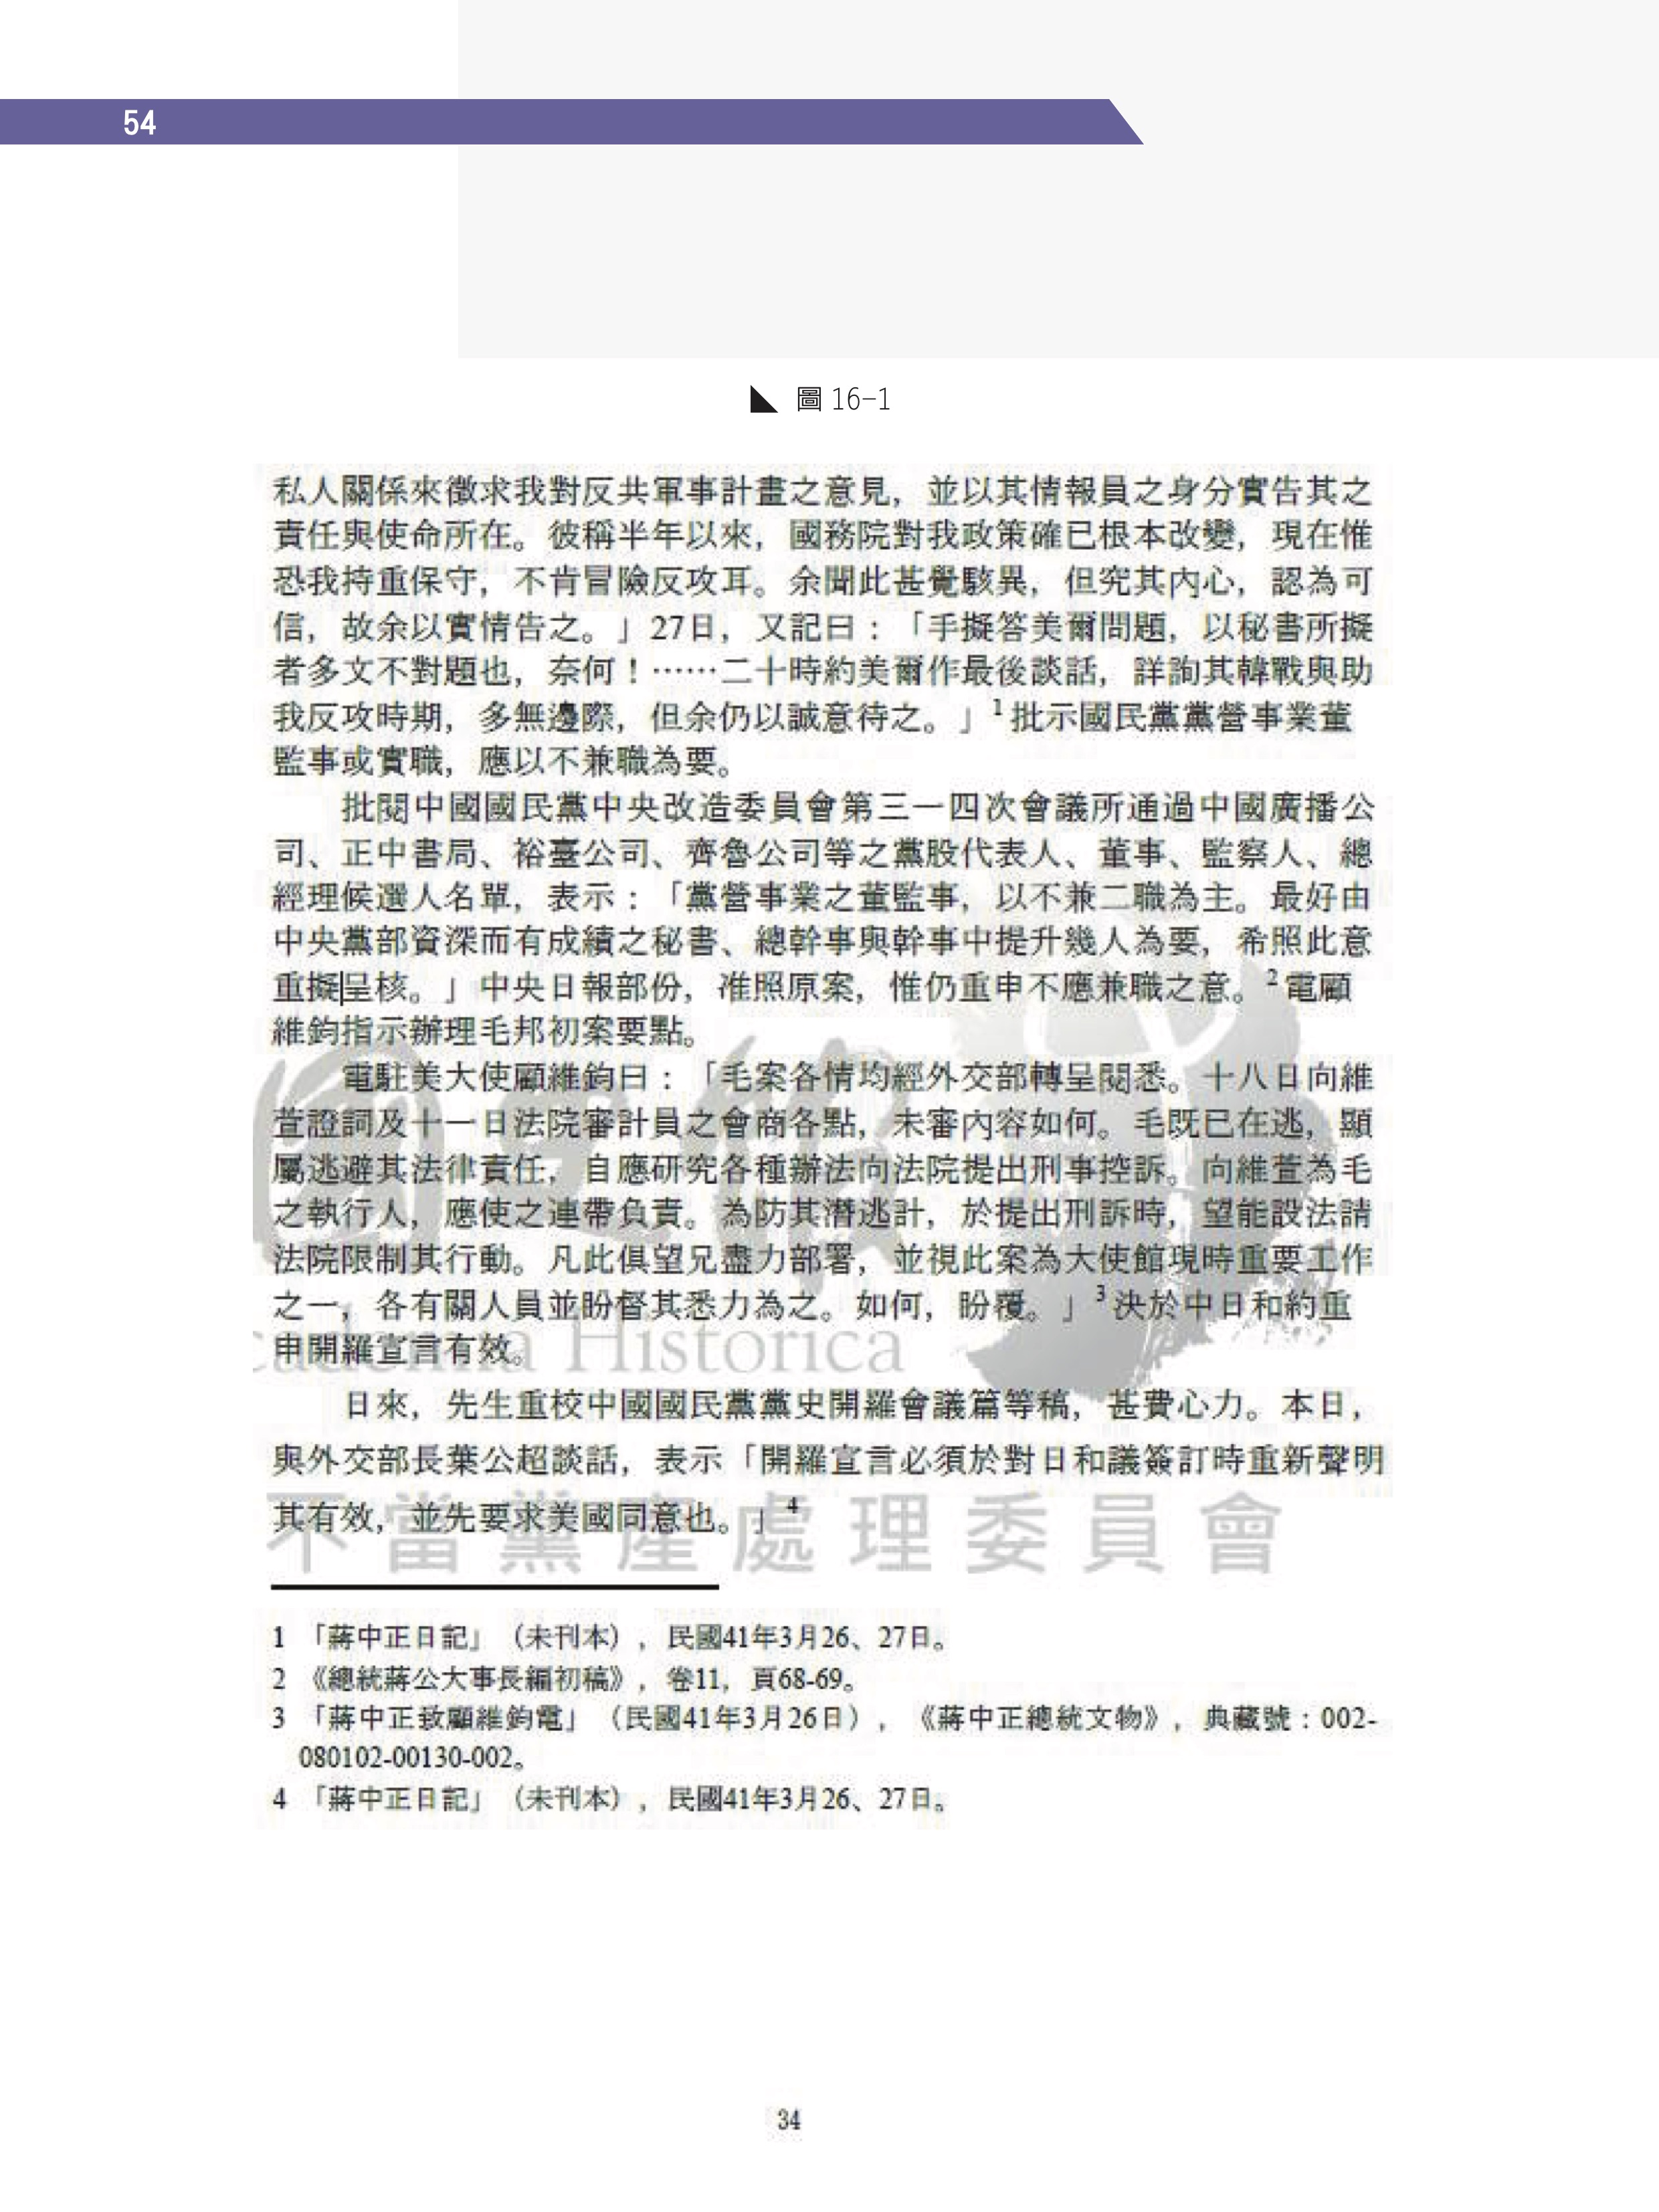 54
圖 16-1
私人關係來徵求我對反共軍事計畫之意見，並以其情報員之身分實告其之
責任與使命所在。彼稱半年以來，國務院對我政策確已根本改變，現在惟
恐我持重保守，不肯冒險反攻耳。余聞此甚覺駭異，但究其內心，認為可
信，故余以實情告之。」27日，又記曰：「手擬答美爾問題，以秘書所擬
者多文不對題也，奈何！……二十時約美爾作最後談話，詳詢其韓戰與助
我反攻時期，多無邊際，但余仍以誠意待之。」1批示國民黨黨營事業董
監事或實職，應以不兼職為要。
批閱中國國民黨中央改造委員會第三一四次會議所通過中國廣播公
司、正中書局、裕臺公司、齊魯公司等之黨股代表人、董事、監察人、總
經理候選人名單，表示：「黨營事業之董監事，以不兼二職為主。最好由
中央黨部資深而有成績之秘書、總幹事與幹事中提升幾人為要，希照此意
重擬呈核。」中央日報部份，准照原案，惟仍重申不應兼職之意。2電顧
維鈞指示辦理毛邦初案要點。
電駐美大使顧維鈞曰：「毛案各情均經外交部轉呈閱悉。十八日向維
萱證詞及十一日法院審計員之會商各點，未審內容如何。毛既已在逃，顯
屬逃避其法律責任，自應研究各種辦法向法院提出刑事控訴。向維萱為毛
之執行人，應使之連帶負責。為防其潛逃計，於提出刑訴時，望能設法請
法院限制其行動。凡此俱望兄盡力部署，並視此案為大使館現時重要工作
之一，各有關人員並盼督其悉力為之。如何，盼覆。」3決於中日和約重
申開羅宣言有效。
cademia Historica
日來，先生重校中國國民黨黨史開羅會議篇等稿，甚費心力。本日，
與外交部長葉公超談話，表示「開羅宣言必須於對日和議簽訂時重新聲明
其有效，並先要求美國同意也。」4
不當黨產處理委員會
1 「蔣中正日記」（未刊本），民國41年3月26、27日。
2 《總統蔣公大事長編初稿》，卷11，頁68-69。
3 「蔣中正致顧維鈞電」（民國41年3月26日），《蔣中正總統文物》，典藏號：002-
080102-00130-002。
4 「蔣中正日記」（未刊本），民國41年3月26、27日。
34